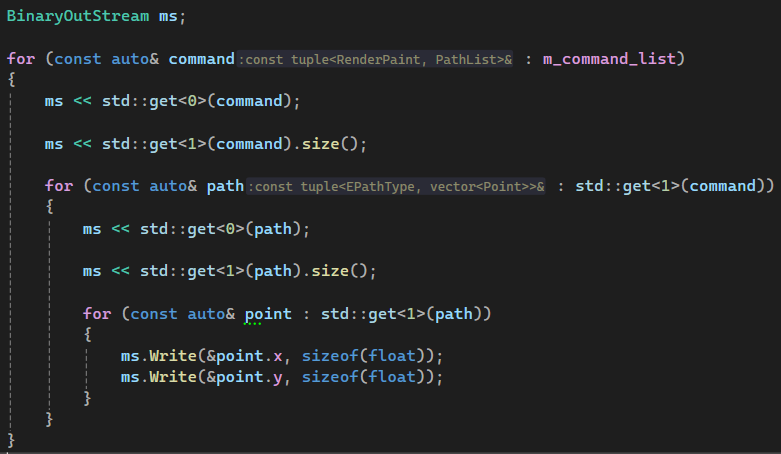 BinaryOutStream ms;
for (const auto& command :const tuple<RenderPaint, PathList>& : m_command_list)
{
ms << std::get<0>(command);
ms << std::get<1>(command).size();
for (const auto& path :const tuple<EPathType, vector<Point>>& : std::get<1>(command))
{
ms << std::get<0>(path);
ms << std::get<1>(path).size();
for (const auto& point : std::get<1>(path))
{
ms.Write(&point.x, sizeof(float));
ms.Write(&point.y, sizeof(float));
}
}
}